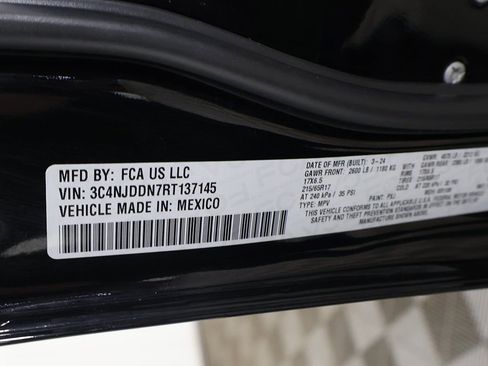 MFD BY: FCA US LLC
VIN: 3C4NJDDN7RT137145
VEHICLE MADE IN: MEXICO
DATE OF MFR (BUILT): 3-24
GAWR FRONT: 2600 LB / 1180 KG
17X6.5
215/65R17
AT 240 kPa / 35 PSI
TYPE: MPV
THIS VEHICLE CONFORMS TO ALL APPLICABLE U.S.A. FEDERAL MOTOR VEHICLE
SAFETY AND THEFT PREVENTION STANDARDS IN EFFECT ON THE DATE OF
MANUFACTURE SHOWN ABOVE.